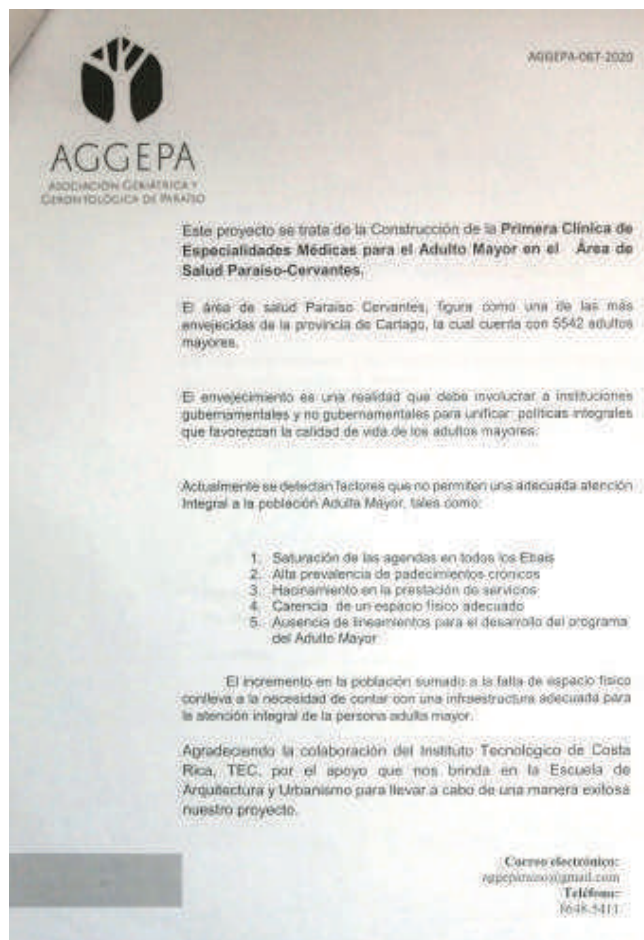 AGGEPA-067-2020
AGGEPA
ASOCIACIÓN GERIÁTRICA Y
GERONTOLÓGICA DE PARAÍSO
Este proyecto se trata de la Construcción de la Primera Clínica de
Especialidades Médicas para el Adulto Mayor en el Área de
Salud Paraíso-Cervantes.
El área de salud Paraíso Cervantes, figura como una de las más
envejecidas de la provincia de Cartago, la cual cuenta con 5542 adultos
mayores.
El envejecimiento es una realidad que debe involucrar a instituciones
gubernamentales y no gubernamentales para unificar políticas integrales
que favorezcan la calidad de vida de los adultos mayores.
Actualmente se detectan factores que no permiten una adecuada atención
Integral a la población Adulta Mayor, tales como:
1. Saturación de las agendas en todos los Ebais
2. Alta prevalencia de padecimientos crónicos
3. Hacinamiento en la prestación de servicios
4. Carencia de un espacio físico adecuado
5. Ausencia de lineamientos para el desarrollo del programa
del Adulto Mayor
El incremento en la población sumado a la falta de espacio físico
conlleva a la necesidad de contar con una infraestructura adecuada para
la atención integral de la persona adulta mayor.
Agradeciendo la colaboración del Instituto Tecnológico de Costa
Rica, TEC, por el apoyo que nos brinda en la Escuela de
Arquitectura y Urbanismo para llevar a cabo de una manera exitosa
nuestro proyecto.
Correo electrónico:
Teléfono:
8648-5411